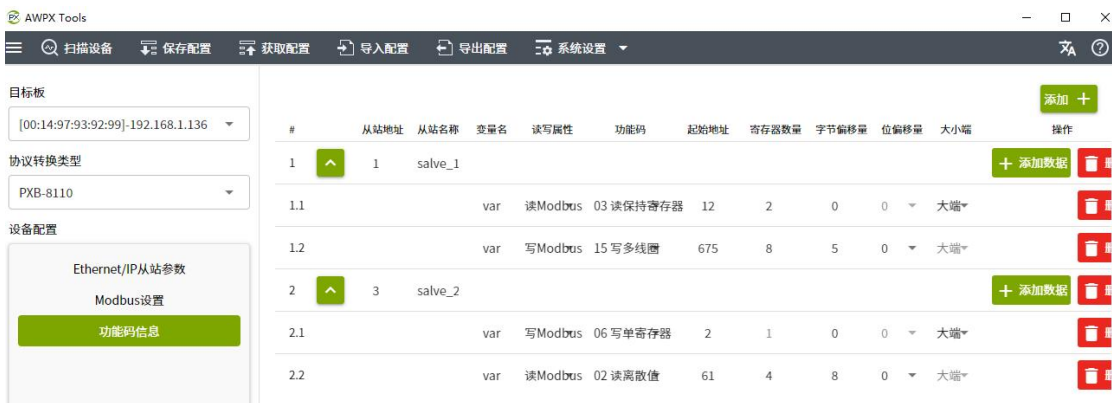 AWPX Tools
扫描设备 保存配置 获取配置 导入配置 导出配置 系统设置
目标板
[00:14:97:93:92:99]-192.168.1.136
协议转换类型
PXB-8110
设备配置
Ethernet/IP从站参数
Modbus设置
功能码信息
添加
# 从站地址 从站名称 变量名 读写属性 功能码 起始地址 寄存器数量 字节偏移量 位偏移量 大小端 操作
1 1 salve_1 添加数据
1.1 var 读Modbus 03 读保持寄存器 12 2 0 0 大端
1.2 var 写Modbus 15 写多线圈 675 8 5 0 大端
2 3 salve_2 添加数据
2.1 var 写Modbus 06 写单寄存器 2 1 0 0 大端
2.2 var 读Modbus 02 读离散值 61 4 8 0 大端